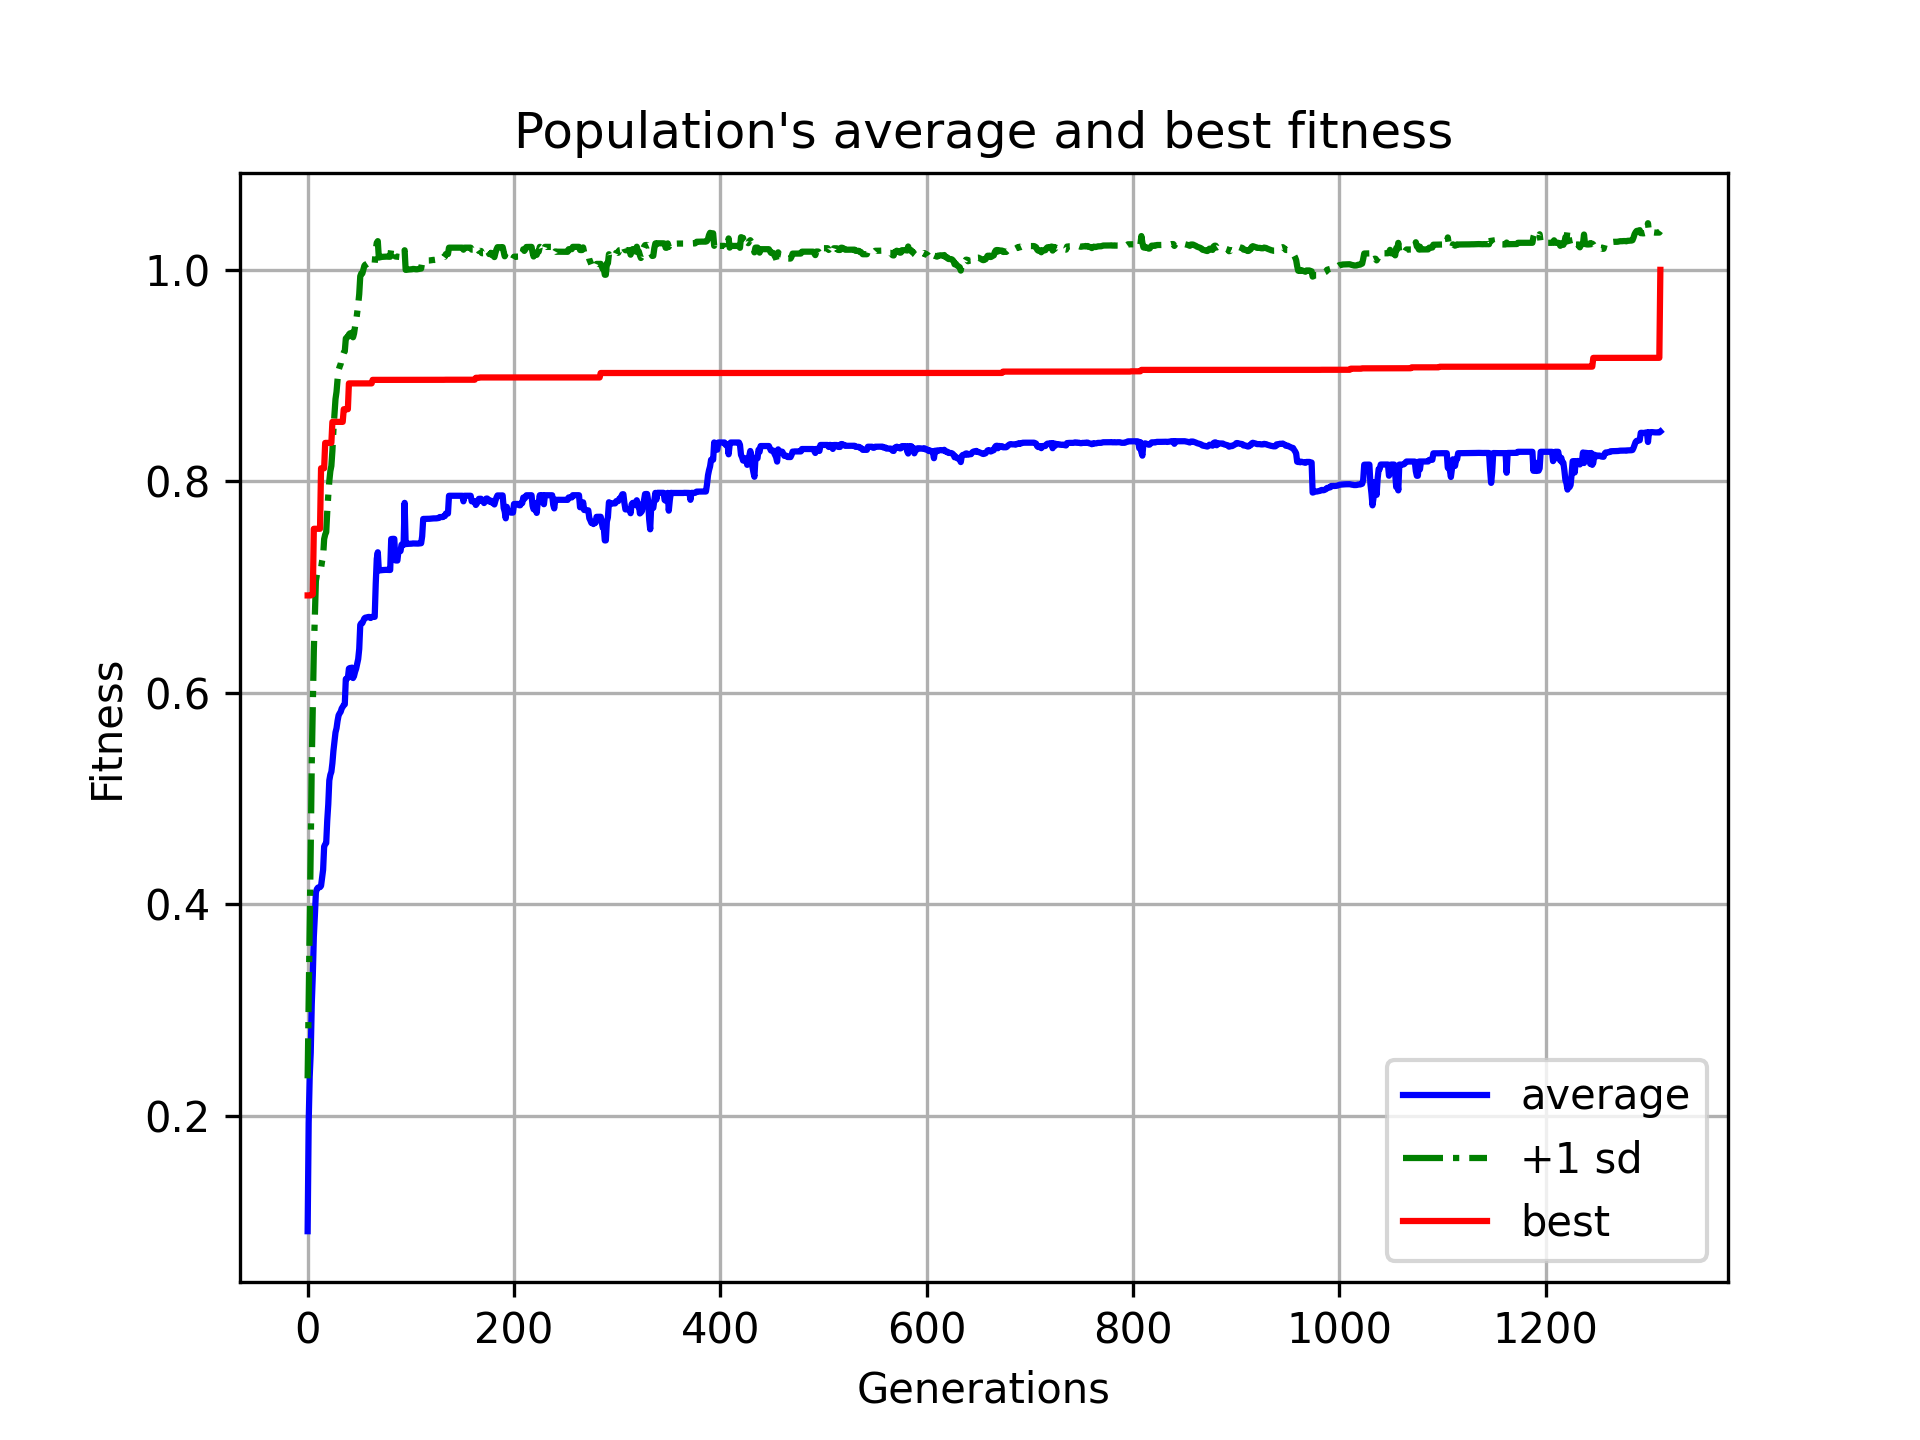 Population's average and best fitness
1.0
0.8
0.6
0.4
0.2
Fitness
0 200 400 600 800 1000 1200
Generations
average
+1 sd
best